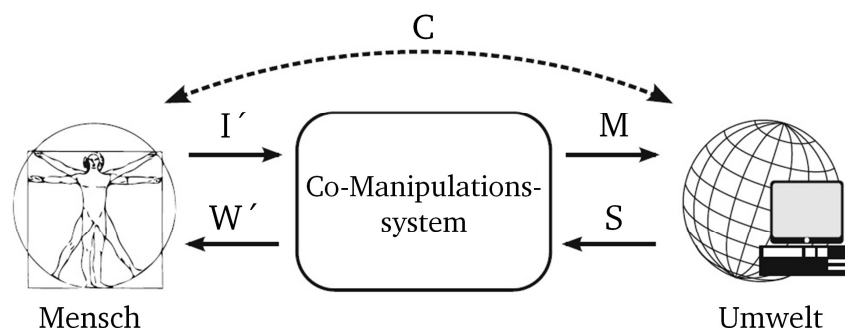 C
I´
M
Co-Manipulations-
system
W´
S
Mensch
Umwelt